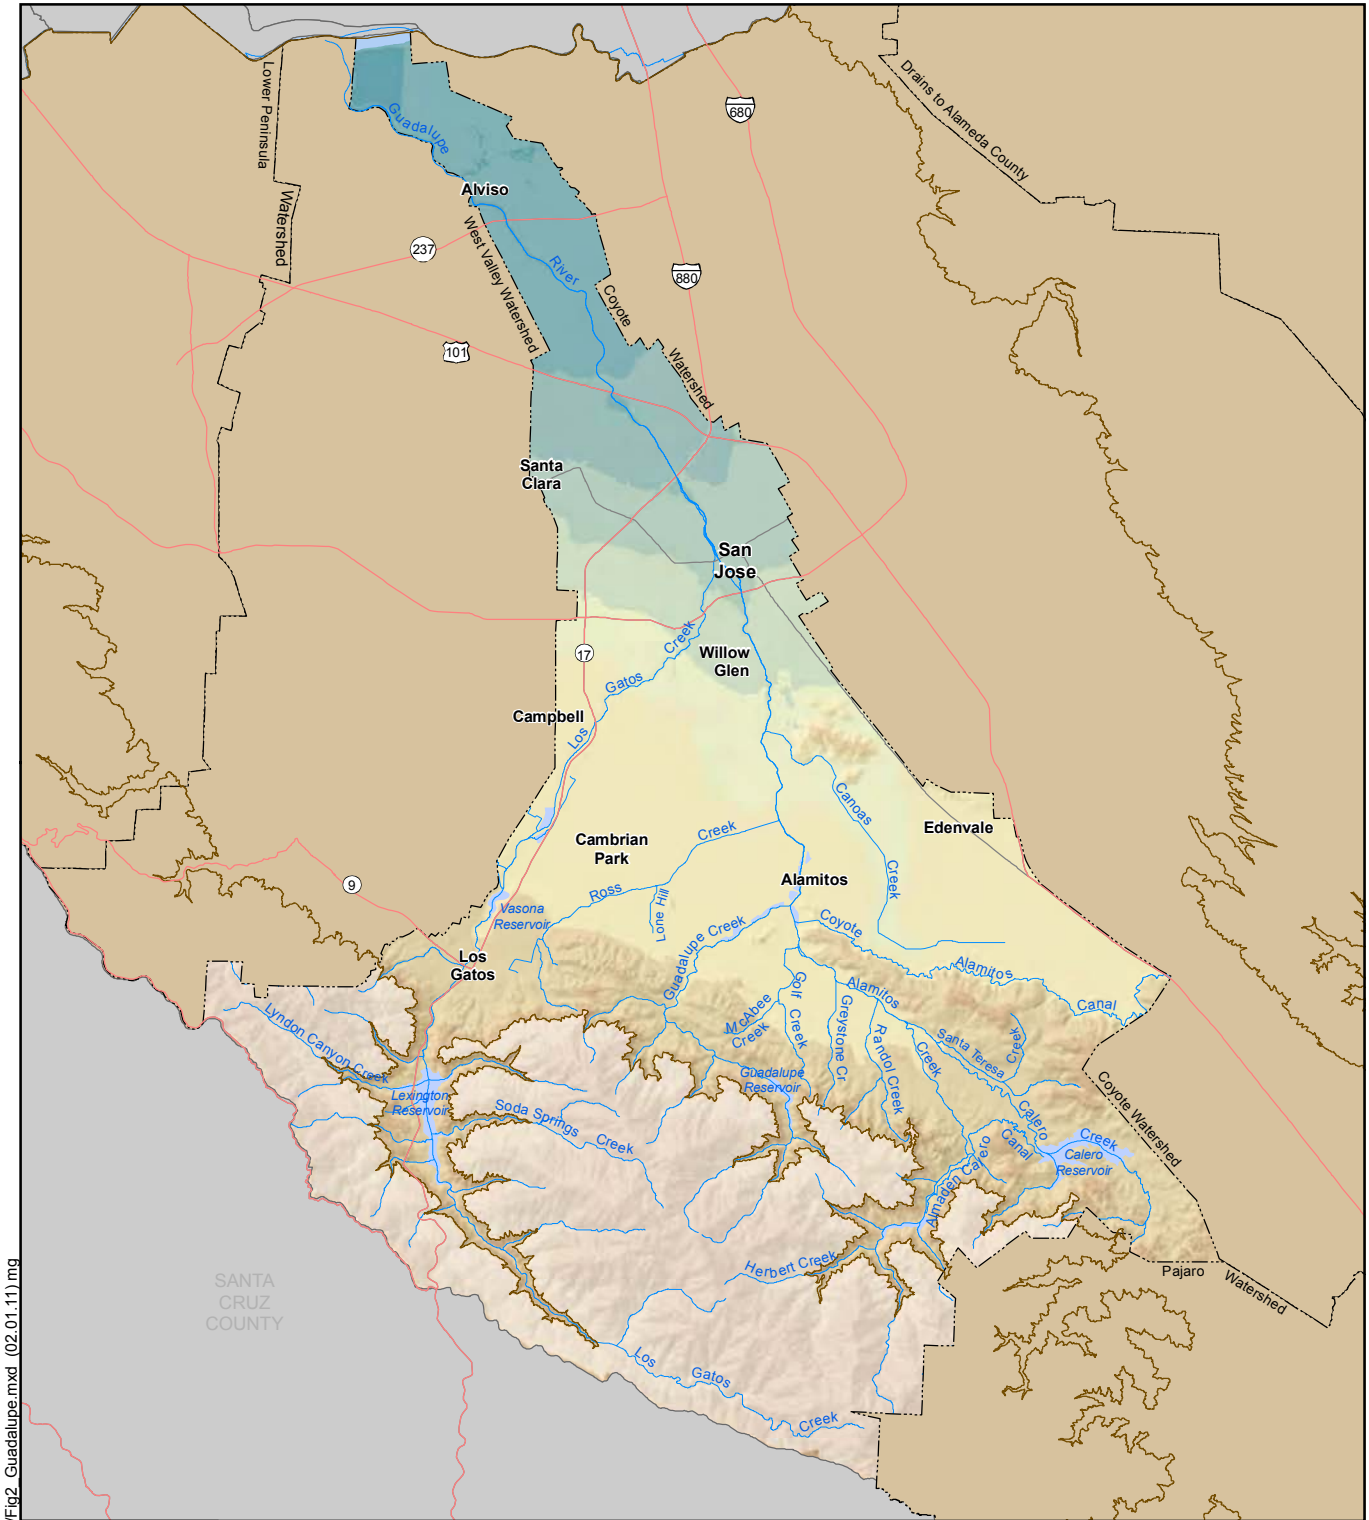 Lower Peninsula
Watershed
Drains to Alameda County
680
Guadalupe
Alviso
237
West Valley Watershed
River
880
Coyote
Watershed
101
Santa
Clara
San
Jose
Creek
17
Willow
Glen
Gatos
Campbell
Los
Canoas
Creek
Edenvale
Creek
Cambrian
Park
9
Ross
Alamitos
Lone Hill
Vasona
Reservoir
Guadalupe Creek
Coyote
Los
Gatos
Alamitos
Canal
Golf Creek
Alamitos
Creek
Greystone Cr
McAbee
Creek
Randol Creek
Santa Teresa
Creek
Lyndon Canyon Creek
Guadalupe
Reservoir
Lexington
Reservoir
Soda Springs
Creek
Calero
Coyote Watershed
Creek
Calero
Reservoir
Almaden Calero
Canal
Herbert Creek
Pajaro
Watershed
SANTA
CRUZ
COUNTY
Los
Gatos
Creek
/Fig2_Guadalupe.mxd (02.01.11) mg